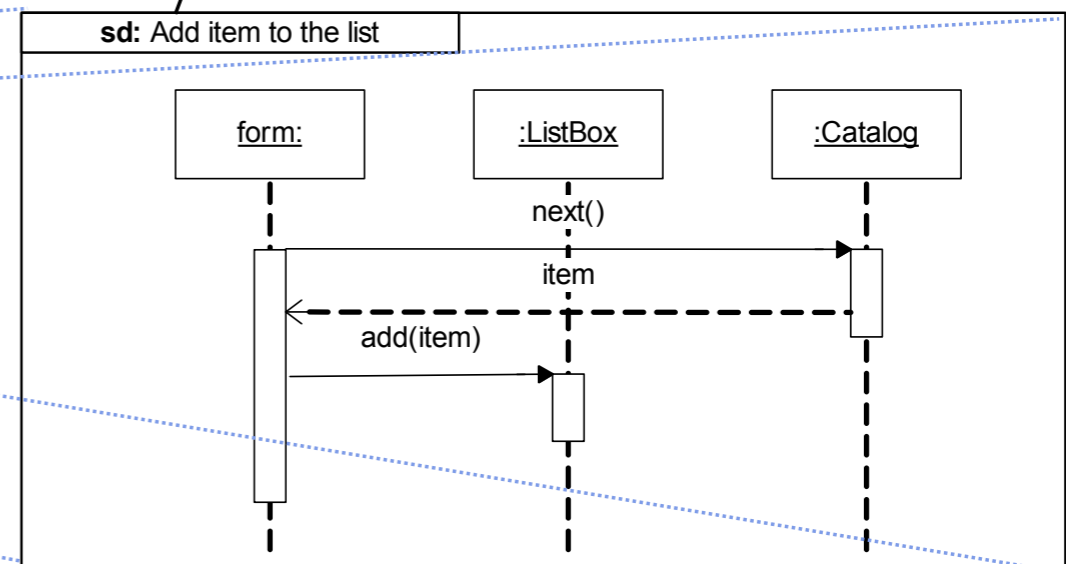 sd: Add item to the list
form:
:ListBox
:Catalog
next()
item
add(item)